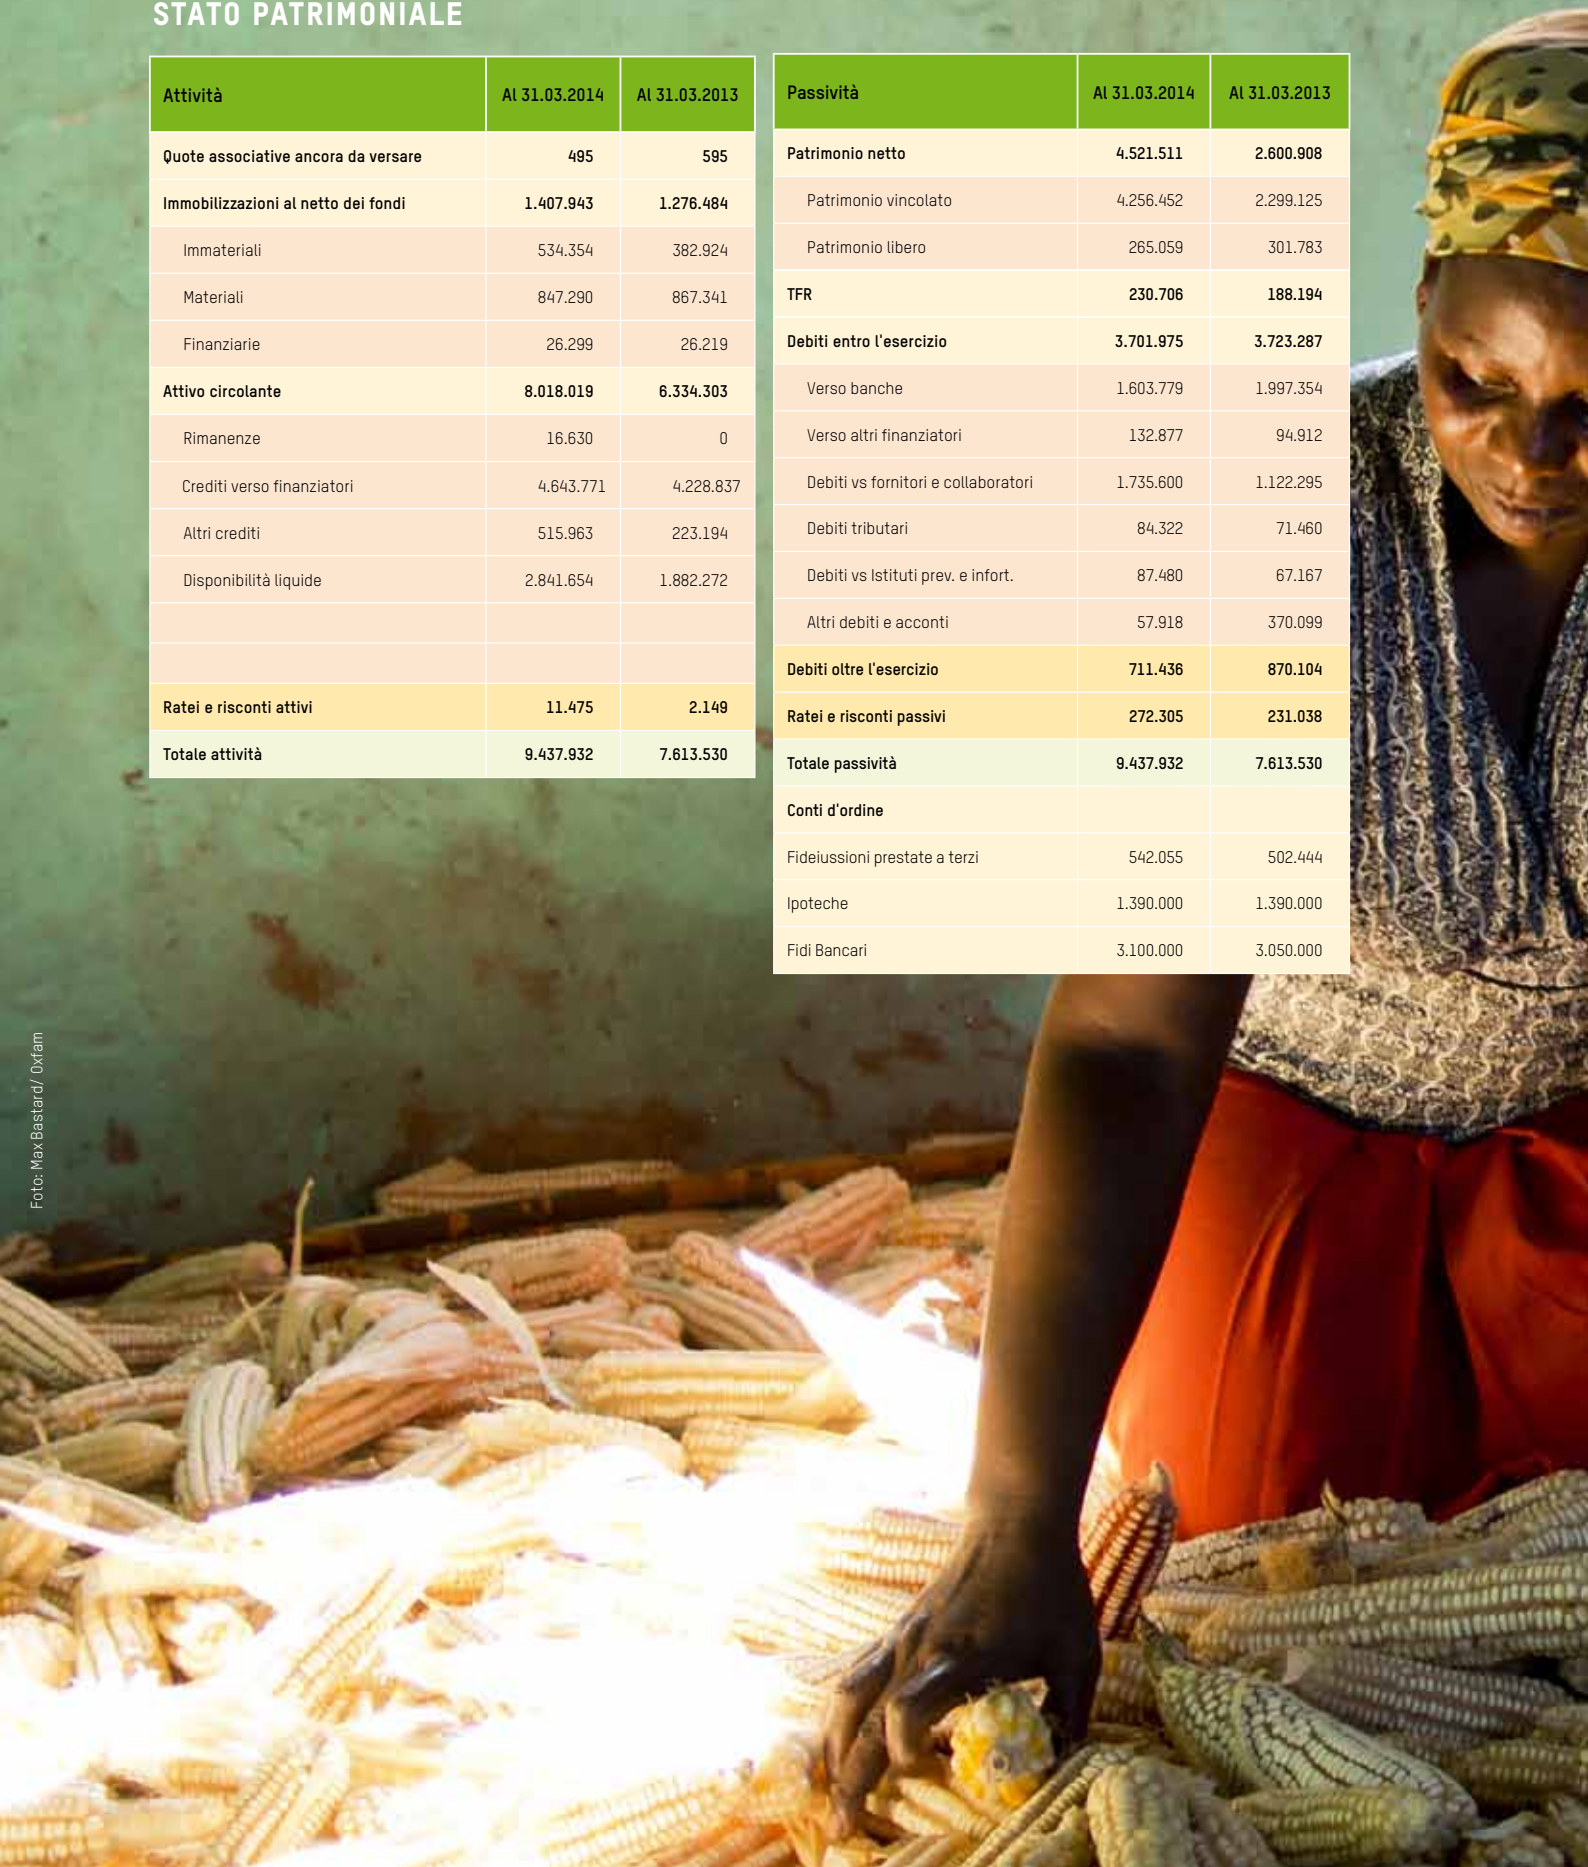 STATO PATRIMONIALE
Attività Al 31.03.2014 Al 31.03.2013
Quote associative ancora da versare 495 595
Immobilizzazioni al netto dei fondi 1.407.943 1.276.484
Immateriali 534.354 382.924
Materiali 847.290 867.341
Finanziarie 26.299 26.219
Attivo circolante 8.018.019 6.334.303
Rimanenze 16.630 0
Crediti verso finanziatori 4.643.771 4.228.837
Altri crediti 515.963 223.194
Disponibilità liquide 2.841.654 1.882.272
Ratei e risconti attivi 11.475 2.149
Totale attività 9.437.932 7.613.530
Passività Al 31.03.2014 Al 31.03.2013
Patrimonio netto 4.521.511 2.600.908
Patrimonio vincolato 4.256.452 2.299.125
Patrimonio libero 265.059 301.783
TFR 230.706 188.194
Debiti entro l'esercizio 3.701.975 3.723.287
Verso banche 1.603.779 1.997.354
Verso altri finanziatori 132.877 94.912
Debiti vs fornitori e collaboratori 1.735.600 1.122.295
Debiti tributari 84.322 71.460
Debiti vs Istituti prev. e infort. 87.480 67.167
Altri debiti e acconti 57.918 370.099
Debiti oltre l'esercizio 711.436 870.104
Ratei e risconti passivi 272.305 231.038
Totale passività 9.437.932 7.613.530
Conti d'ordine
Fideiussioni prestate a terzi 542.055 502.444
Ipoteche 1.390.000 1.390.000
Fidi Bancari 3.100.000 3.050.000
Foto: Max Bastard/ Oxfam